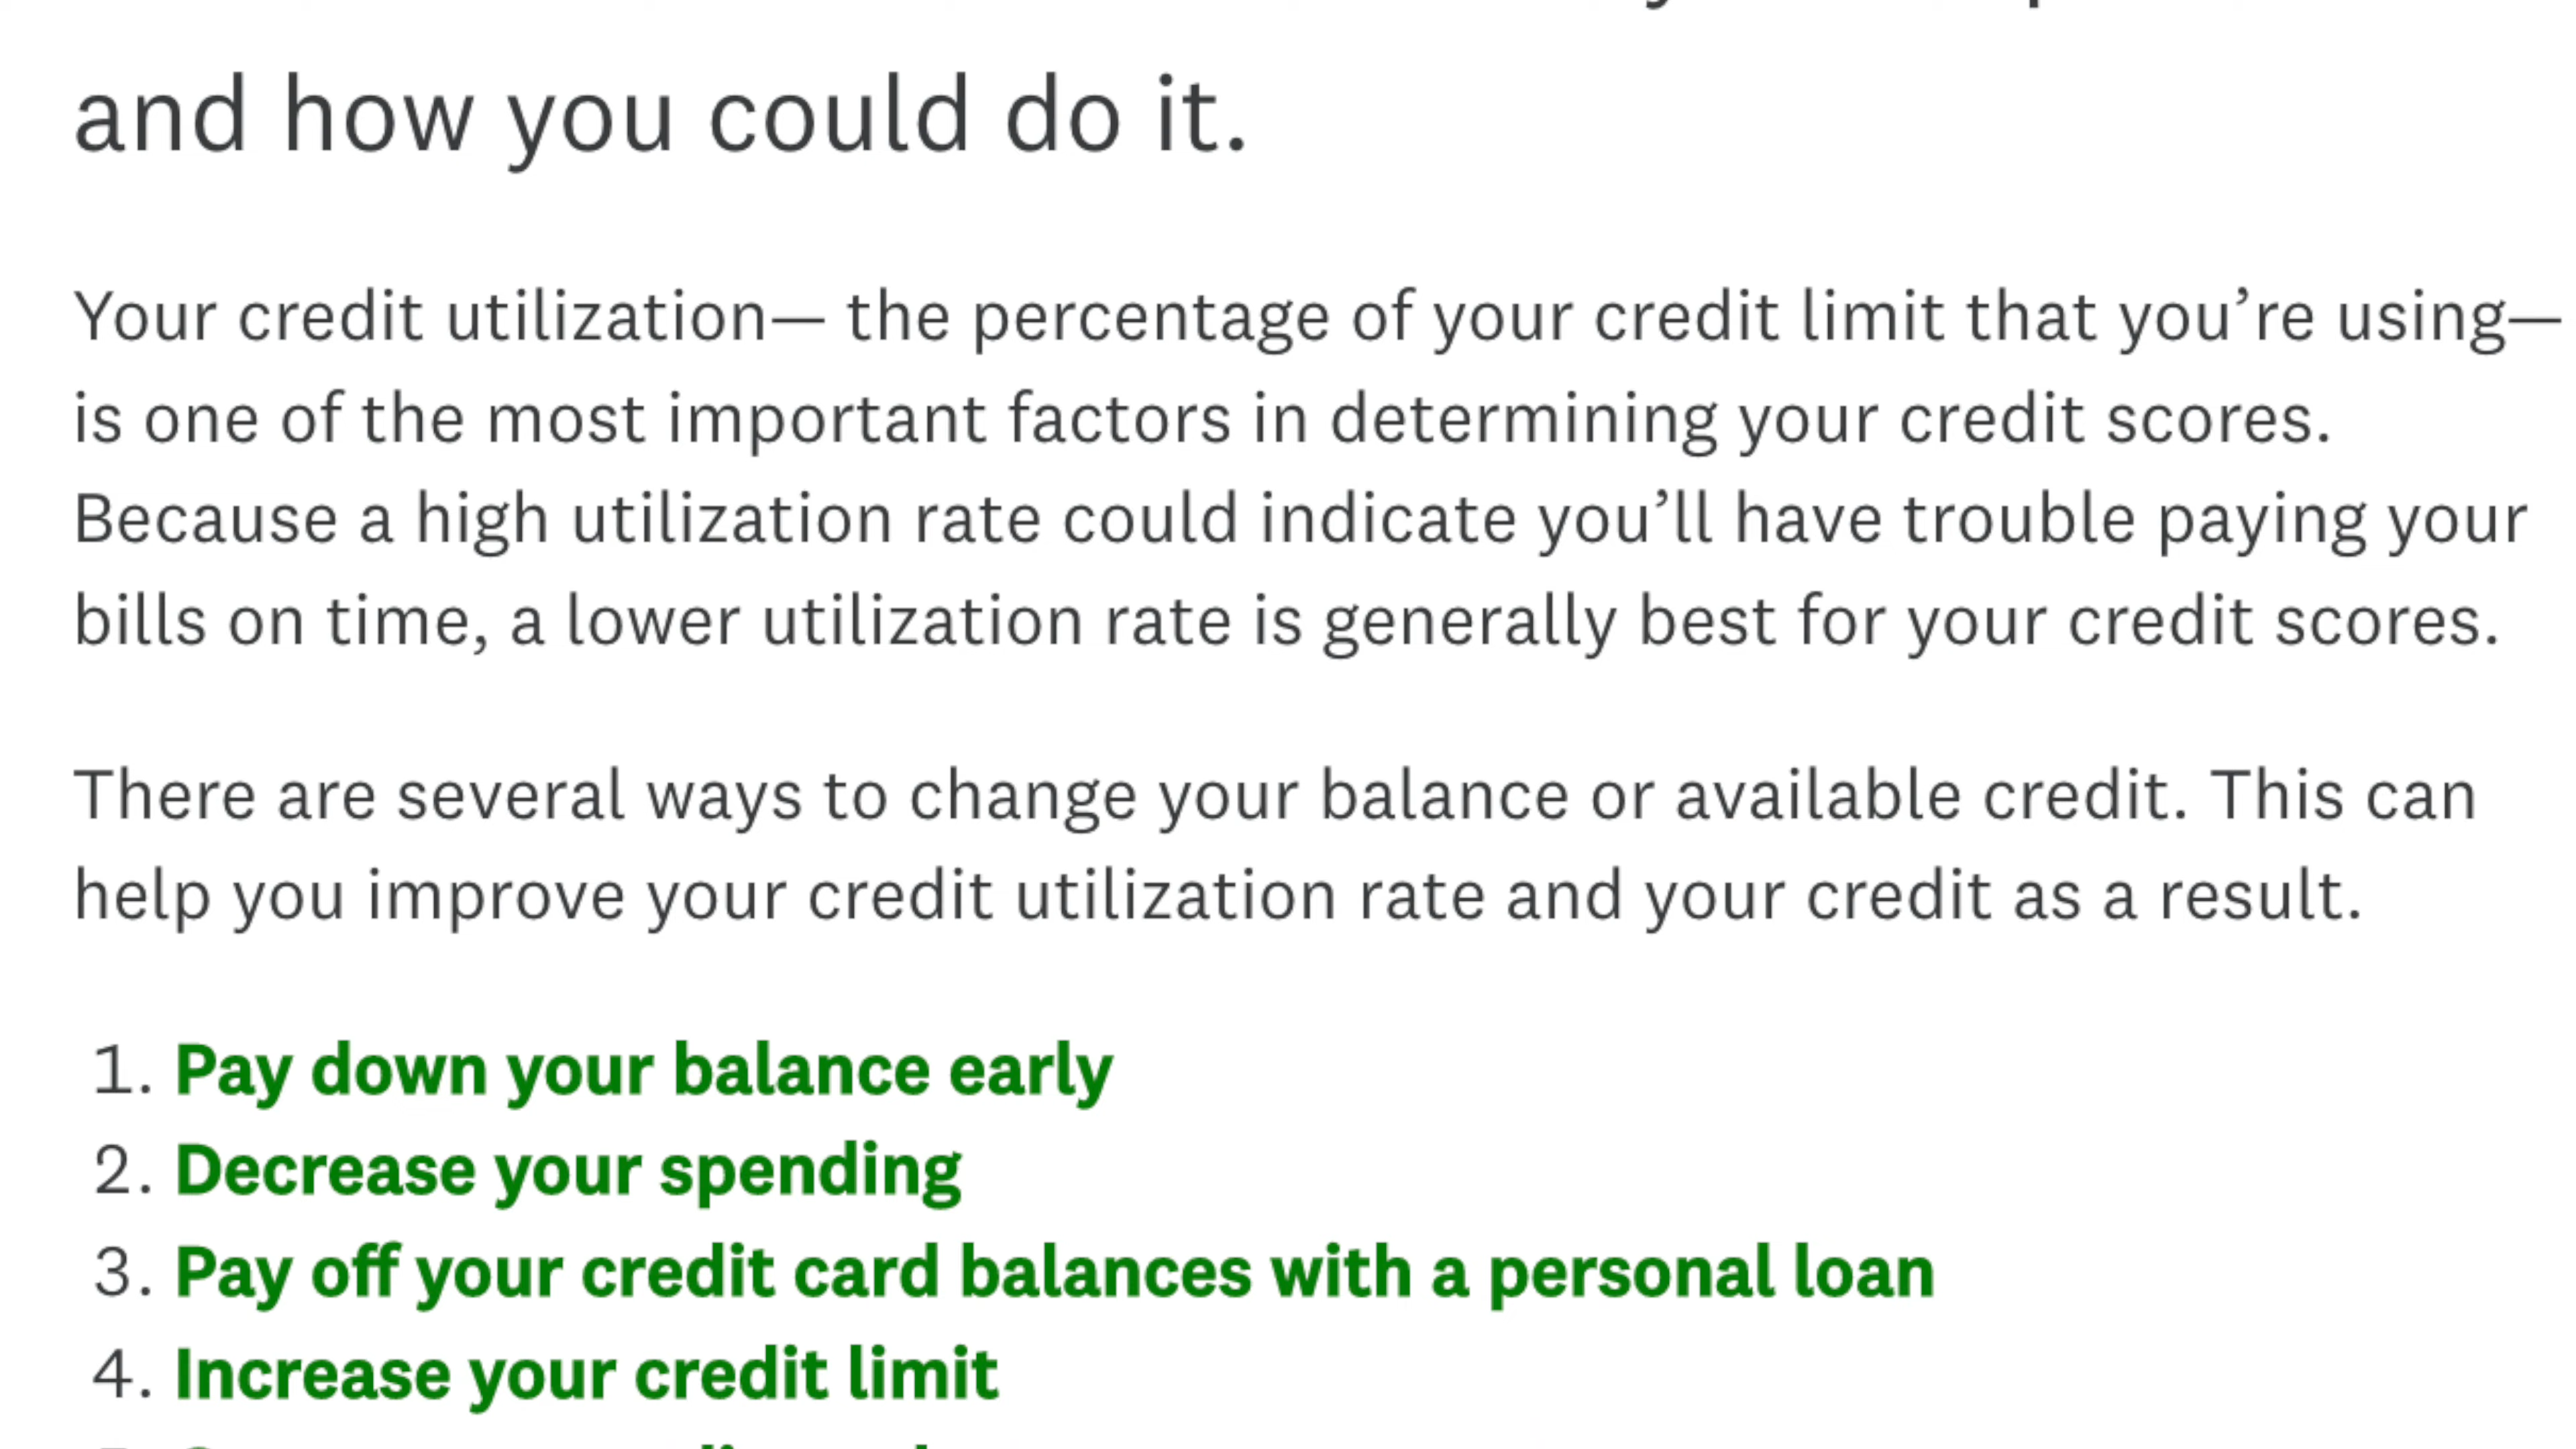 and how you could do it.
Your credit utilization— the percentage of your credit limit that you’re using—
is one of the most important factors in determining your credit scores.
Because a high utilization rate could indicate you’ll have trouble paying your
bills on time, a lower utilization rate is generally best for your credit scores.
There are several ways to change your balance or available credit. This can
help you improve your credit utilization rate and your credit as a result.
1. Pay down your balance early
2. Decrease your spending
3. Pay off your credit card balances with a personal loan
4. Increase your credit limit